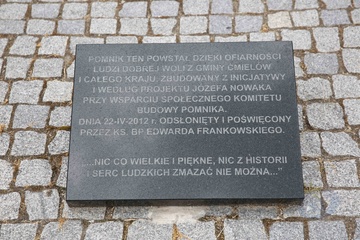 POMNIK TEN POWSTAŁ DZIĘKI OFIARNOŚCI
LUDZI DOBREJ WOLI Z GMINY ĆMIELÓW
I CAŁEGO KRAJU. ZBUDOWANY Z INICJATYWY
I WEDŁUG PROJEKTU JÓZEFA NOWAKA
PRZY WSPARCIU SPOŁECZNEGO KOMITETU
BUDOWY POMNIKA.
DNIA 22-IV-2012 r. ODSŁONIĘTY I POŚWIĘCONY
PRZEZ KS. BP EDWARDA FRANKOWSKIEGO.
„...NIC CO WIELKIE I PIĘKNE, NIC Z HISTORII
I SERC LUDZKICH ZMAZAĆ NIE MOŻNA...”